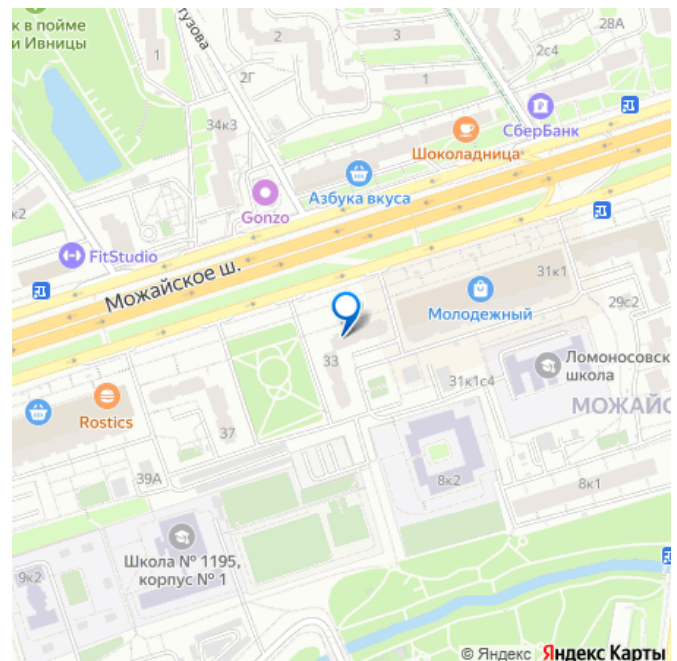 к в пойме
и Ивницы
тузова
2
3
28А
1
2Г
2с4
1
34к3
СберБанк
Шоколадница
Азбука вкуса
Gonzo
к2
FitStudio
Можайское ш.
31к1
Молодежный
29с2
33
Ломоносовск
школа
31к1с4
Rostics
МОЖАЙС
37
39А
8к2
8к1
Школа № 1195,
корпус № 1
9к2
© Яндекс Яндекс Карты